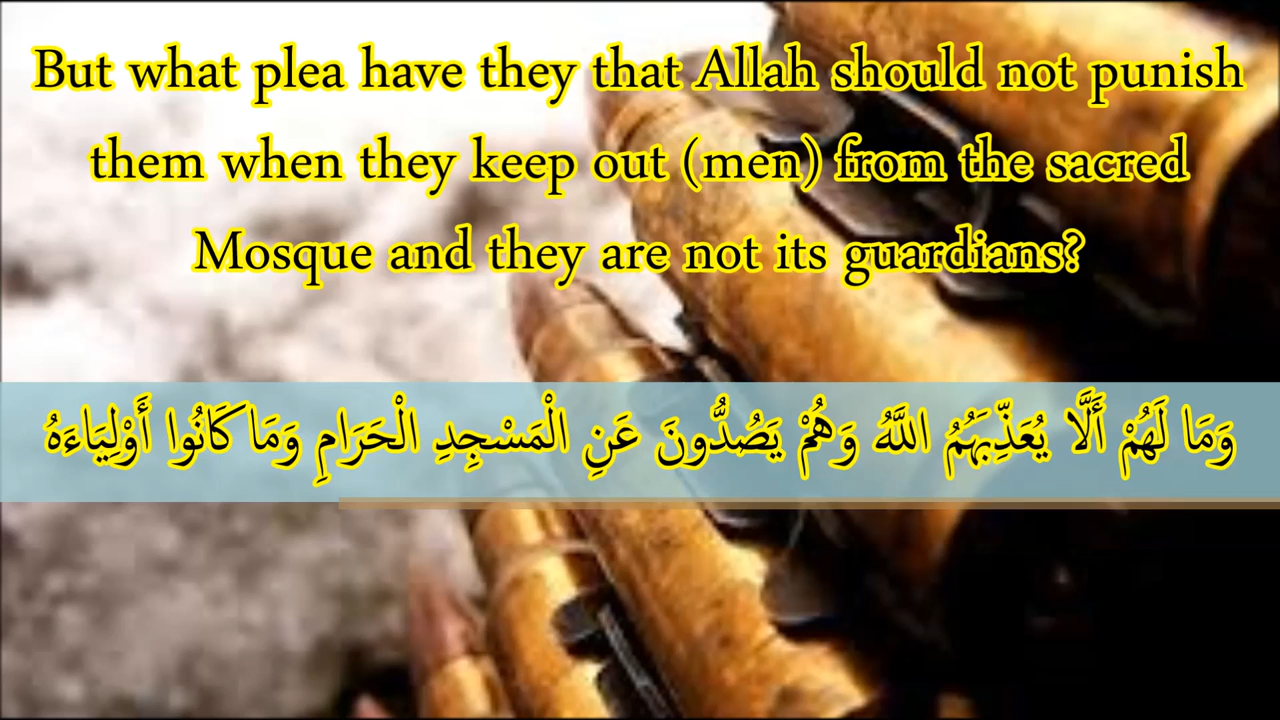 But what plea have they that Allah should not punish
them when they keep out (men) from the sacred
Mosque and they are not its guardians?
وَمَا لَهُمْ أَلَّا يُعَذِّبَهُمُ اللَّهُ وَهُمْ يَصُدُّونَ عَنِ الْمَسْجِدِ الْحَرَامِ وَمَا كَانُوا أَوْلِيَاءَهُ